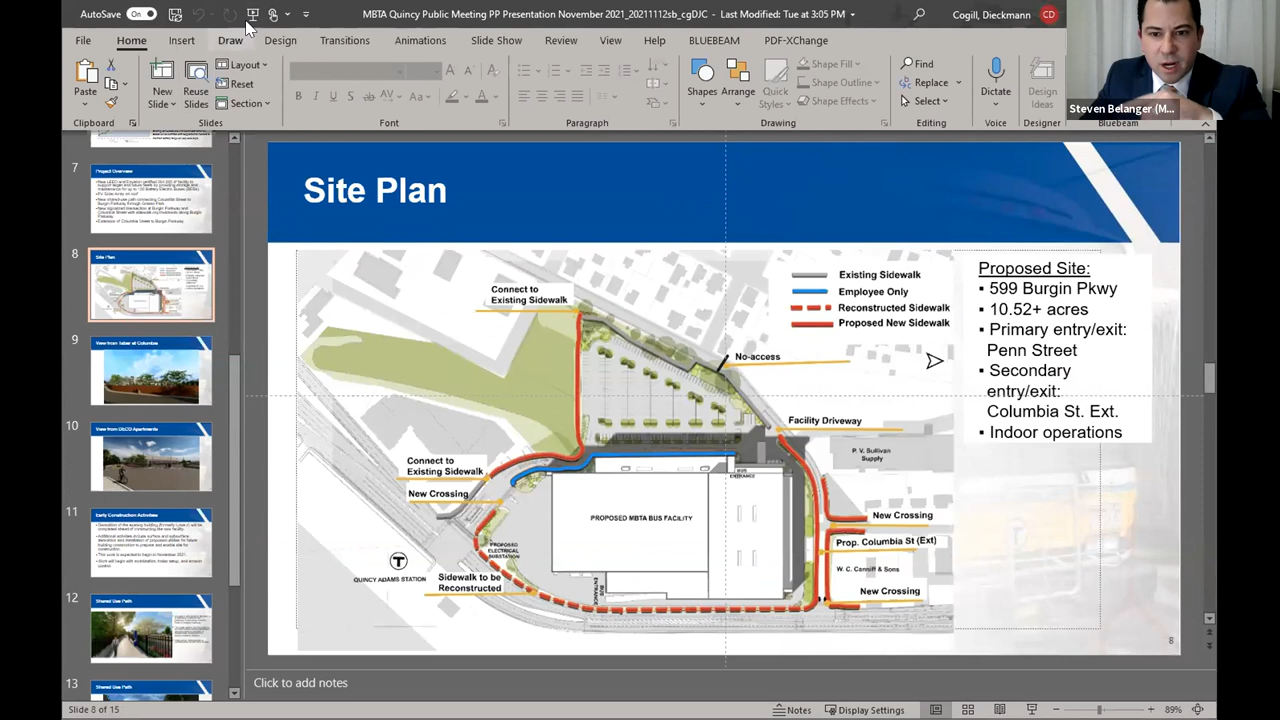 AutoSave On
MBTA Quincy Public Meeting PP Presentation November 2021_20211112sb_cgDJC - Last Modified: Tue at 3:05 PM
Cogill, Dieckmann CD
File Home Insert Draw Design Transitions Animations Slide Show Review View Help BLUEBEAM PDF-XChange
Paste
New Slide
Reuse Slides
Layout
Reset
Section
Find
Replace
Select
Shapes Arrange Quick Styles
Shape Fill
Shape Outline
Shape Effects
Dictate
Design Ideas
Clipboard Slides Font Paragraph Drawing Editing Voice Designer Bluebeam
Steven Belanger (M...
7
Project Overview
8
Site Plan
9
View from Taber at Columbia
10
11
Early Construction Activities
12
Shared Use Path
13
Shared Use Path
Site Plan
Connect to
Existing Sidewalk
Existing Sidewalk
Employee Only
Reconstructed Sidewalk
Proposed New Sidewalk
No-access
Facility Driveway
P. V. Sullivan
Supply
Connect to
Existing Sidewalk
New Crossing
BUS
ENTRANCE
PROPOSED MBTA BUS FACILITY
New Crossing
Prop. Columbia St (Ext)
PROPOSED
ELECTRICAL
SUBSTATION
T
QUINCY ADAMS STATION
Sidewalk to be
Reconstructed
BUS
ENTRANCE
W. C. Canniff & Sons
New Crossing
Proposed Site:
▪ 599 Burgin Pkwy
▪ 10.52+ acres
▪ Primary entry/exit:
Penn Street
▪ Secondary
entry/exit:
Columbia St. Ext.
▪ Indoor operations
8
Click to add notes
Slide 8 of 15
Notes
Display Settings
89%